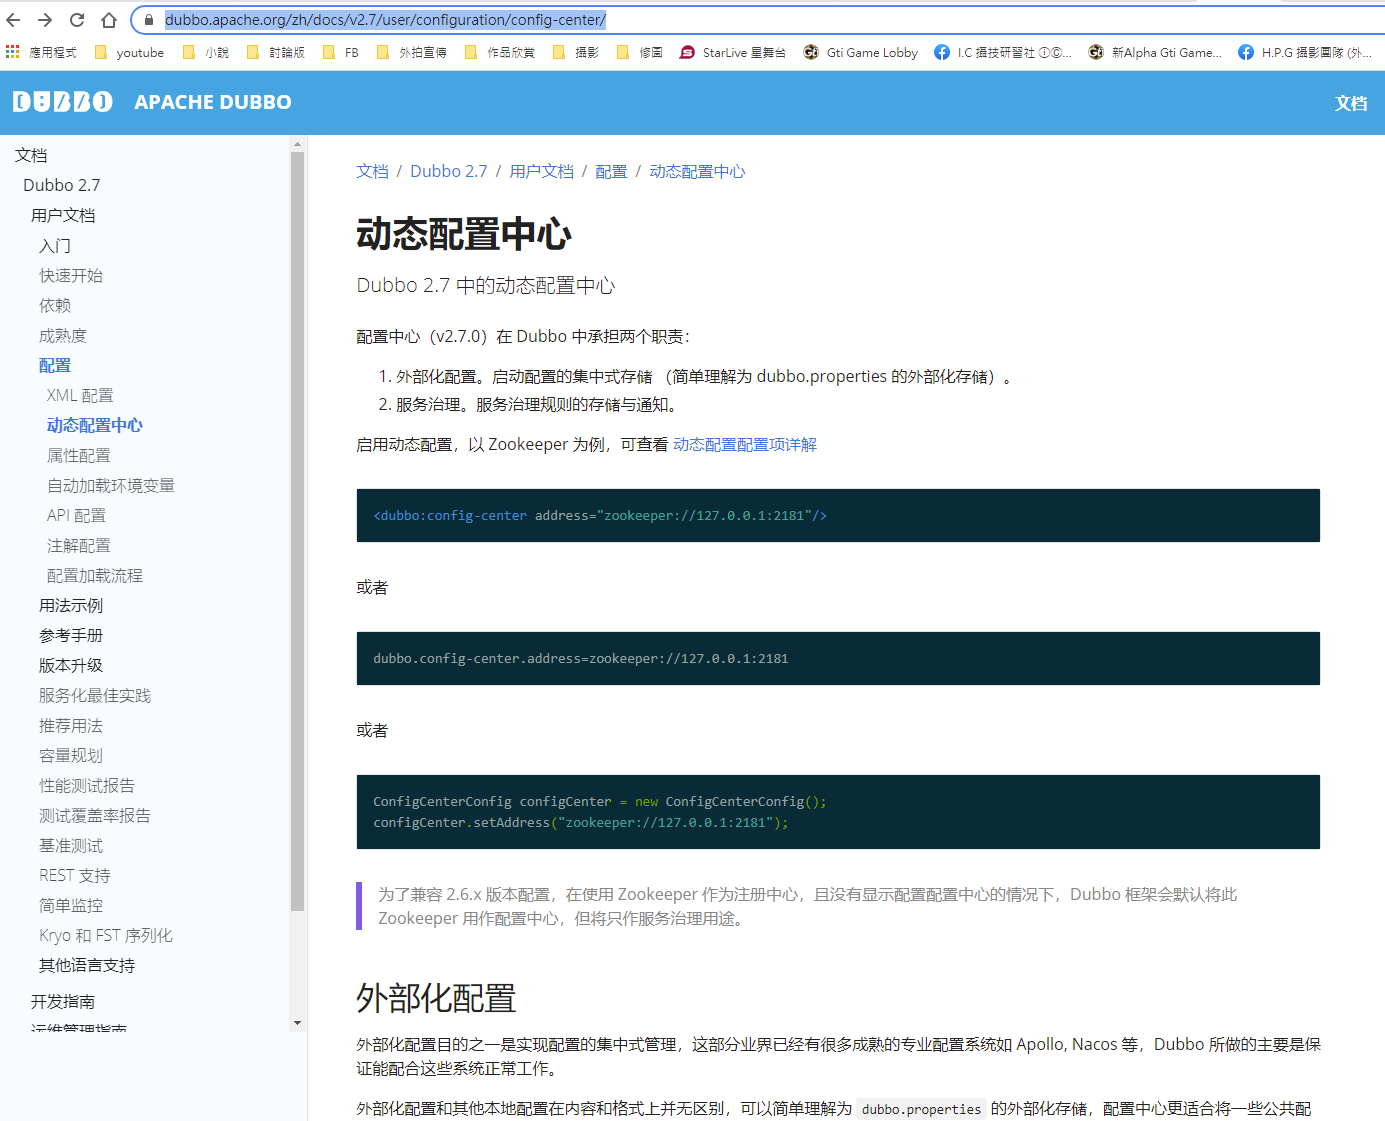 dubbo.apache.org/zh/docs/v2.7/user/configuration/config-center/
應用程式 youtube 小說 討論版 FB 外拍宣傳 作品欣賞 攝影 修圖 StarLive 星舞台 Gti Game Lobby I.C 攝技研習社 ①©... 新Alpha Gti Game... H.P.G 攝影團隊 (外...
DUBBO APACHE DUBBO 文档
文档
Dubbo 2.7
用户文档
入门
快速开始
依赖
成熟度
配置
XML 配置
动态配置中心
属性配置
自动加载环境变量
API 配置
注解配置
配置加载流程
用法示例
参考手册
版本升级
服务化最佳实践
推荐用法
容量规划
性能测试报告
测试覆盖率报告
基准测试
REST 支持
简单监控
Kryo 和 FST 序列化
其他语言支持
开发指南
运维管理指南
文档 / Dubbo 2.7 / 用户文档 / 配置 / 动态配置中心
动态配置中心
Dubbo 2.7 中的动态配置中心
配置中心（v2.7.0）在 Dubbo 中承担两个职责：
1. 外部化配置。启动配置的集中式存储 （简单理解为 dubbo.properties 的外部化存储）。
2. 服务治理。服务治理规则的存储与通知。
启用动态配置，以 Zookeeper 为例，可查看 动态配置配置项详解
<dubbo:config-center address="zookeeper://127.0.0.1:2181"/>
或者
dubbo.config-center.address=zookeeper://127.0.0.1:2181
或者
ConfigCenterConfig configCenter = new ConfigCenterConfig();
configCenter.setAddress("zookeeper://127.0.0.1:2181");
为了兼容 2.6.x 版本配置，在使用 Zookeeper 作为注册中心，且没有显示配置配置中心的情况下，Dubbo 框架会默认将此
Zookeeper 用作配置中心，但将只作服务治理用途。
外部化配置
外部化配置目的之一是实现配置的集中式管理，这部分业界已经有很多成熟的专业配置系统如 Apollo, Nacos 等，Dubbo 所做的主要是保
证能配合这些系统正常工作。
外部化配置和其他本地配置在内容和格式上并无区别，可以简单理解为 dubbo.properties 的外部化存储，配置中心更适合将一些公共配